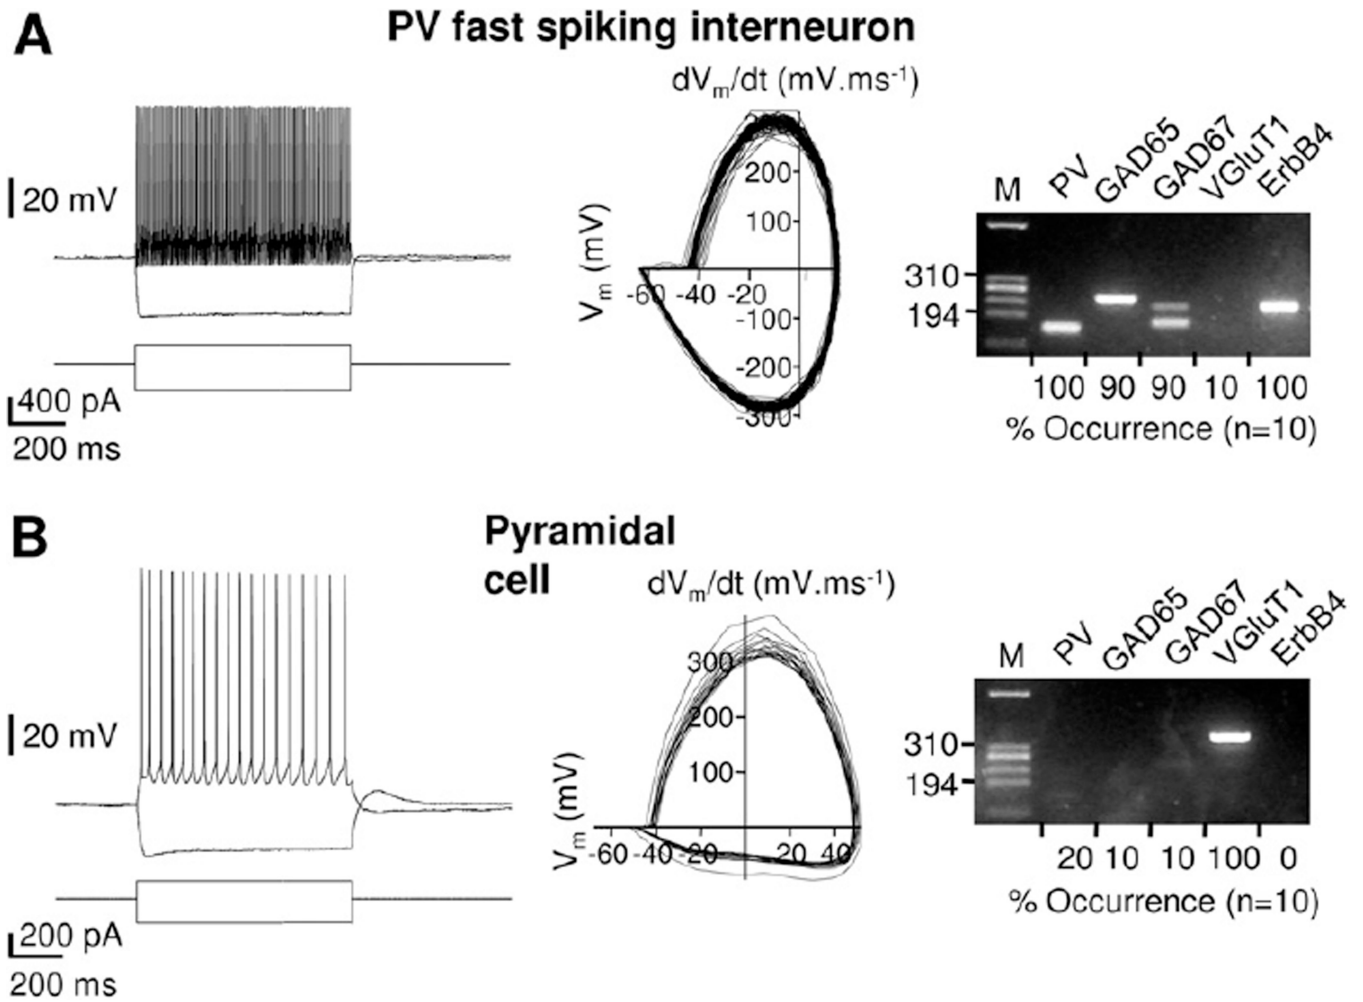 A
PV fast spiking interneuron
dVm/dt (mV.ms-1)
20 mV
400 pA
200 ms
Vm (mV)
200
100
-60 -40 -20
-100
-200
-300
M PV GAD65 GAD67 VGluT1 ErbB4
310
194
100 90 90 10 100
% Occurrence (n=10)
B
Pyramidal
cell
dVm/dt (mV.ms-1)
20 mV
200 pA
200 ms
Vm (mV)
300
200
100
-60 -40 -20 20 40
M PV GAD65 GAD67 VGluT1 ErbB4
310
194
20 10 10 100 0
% Occurrence (n=10)